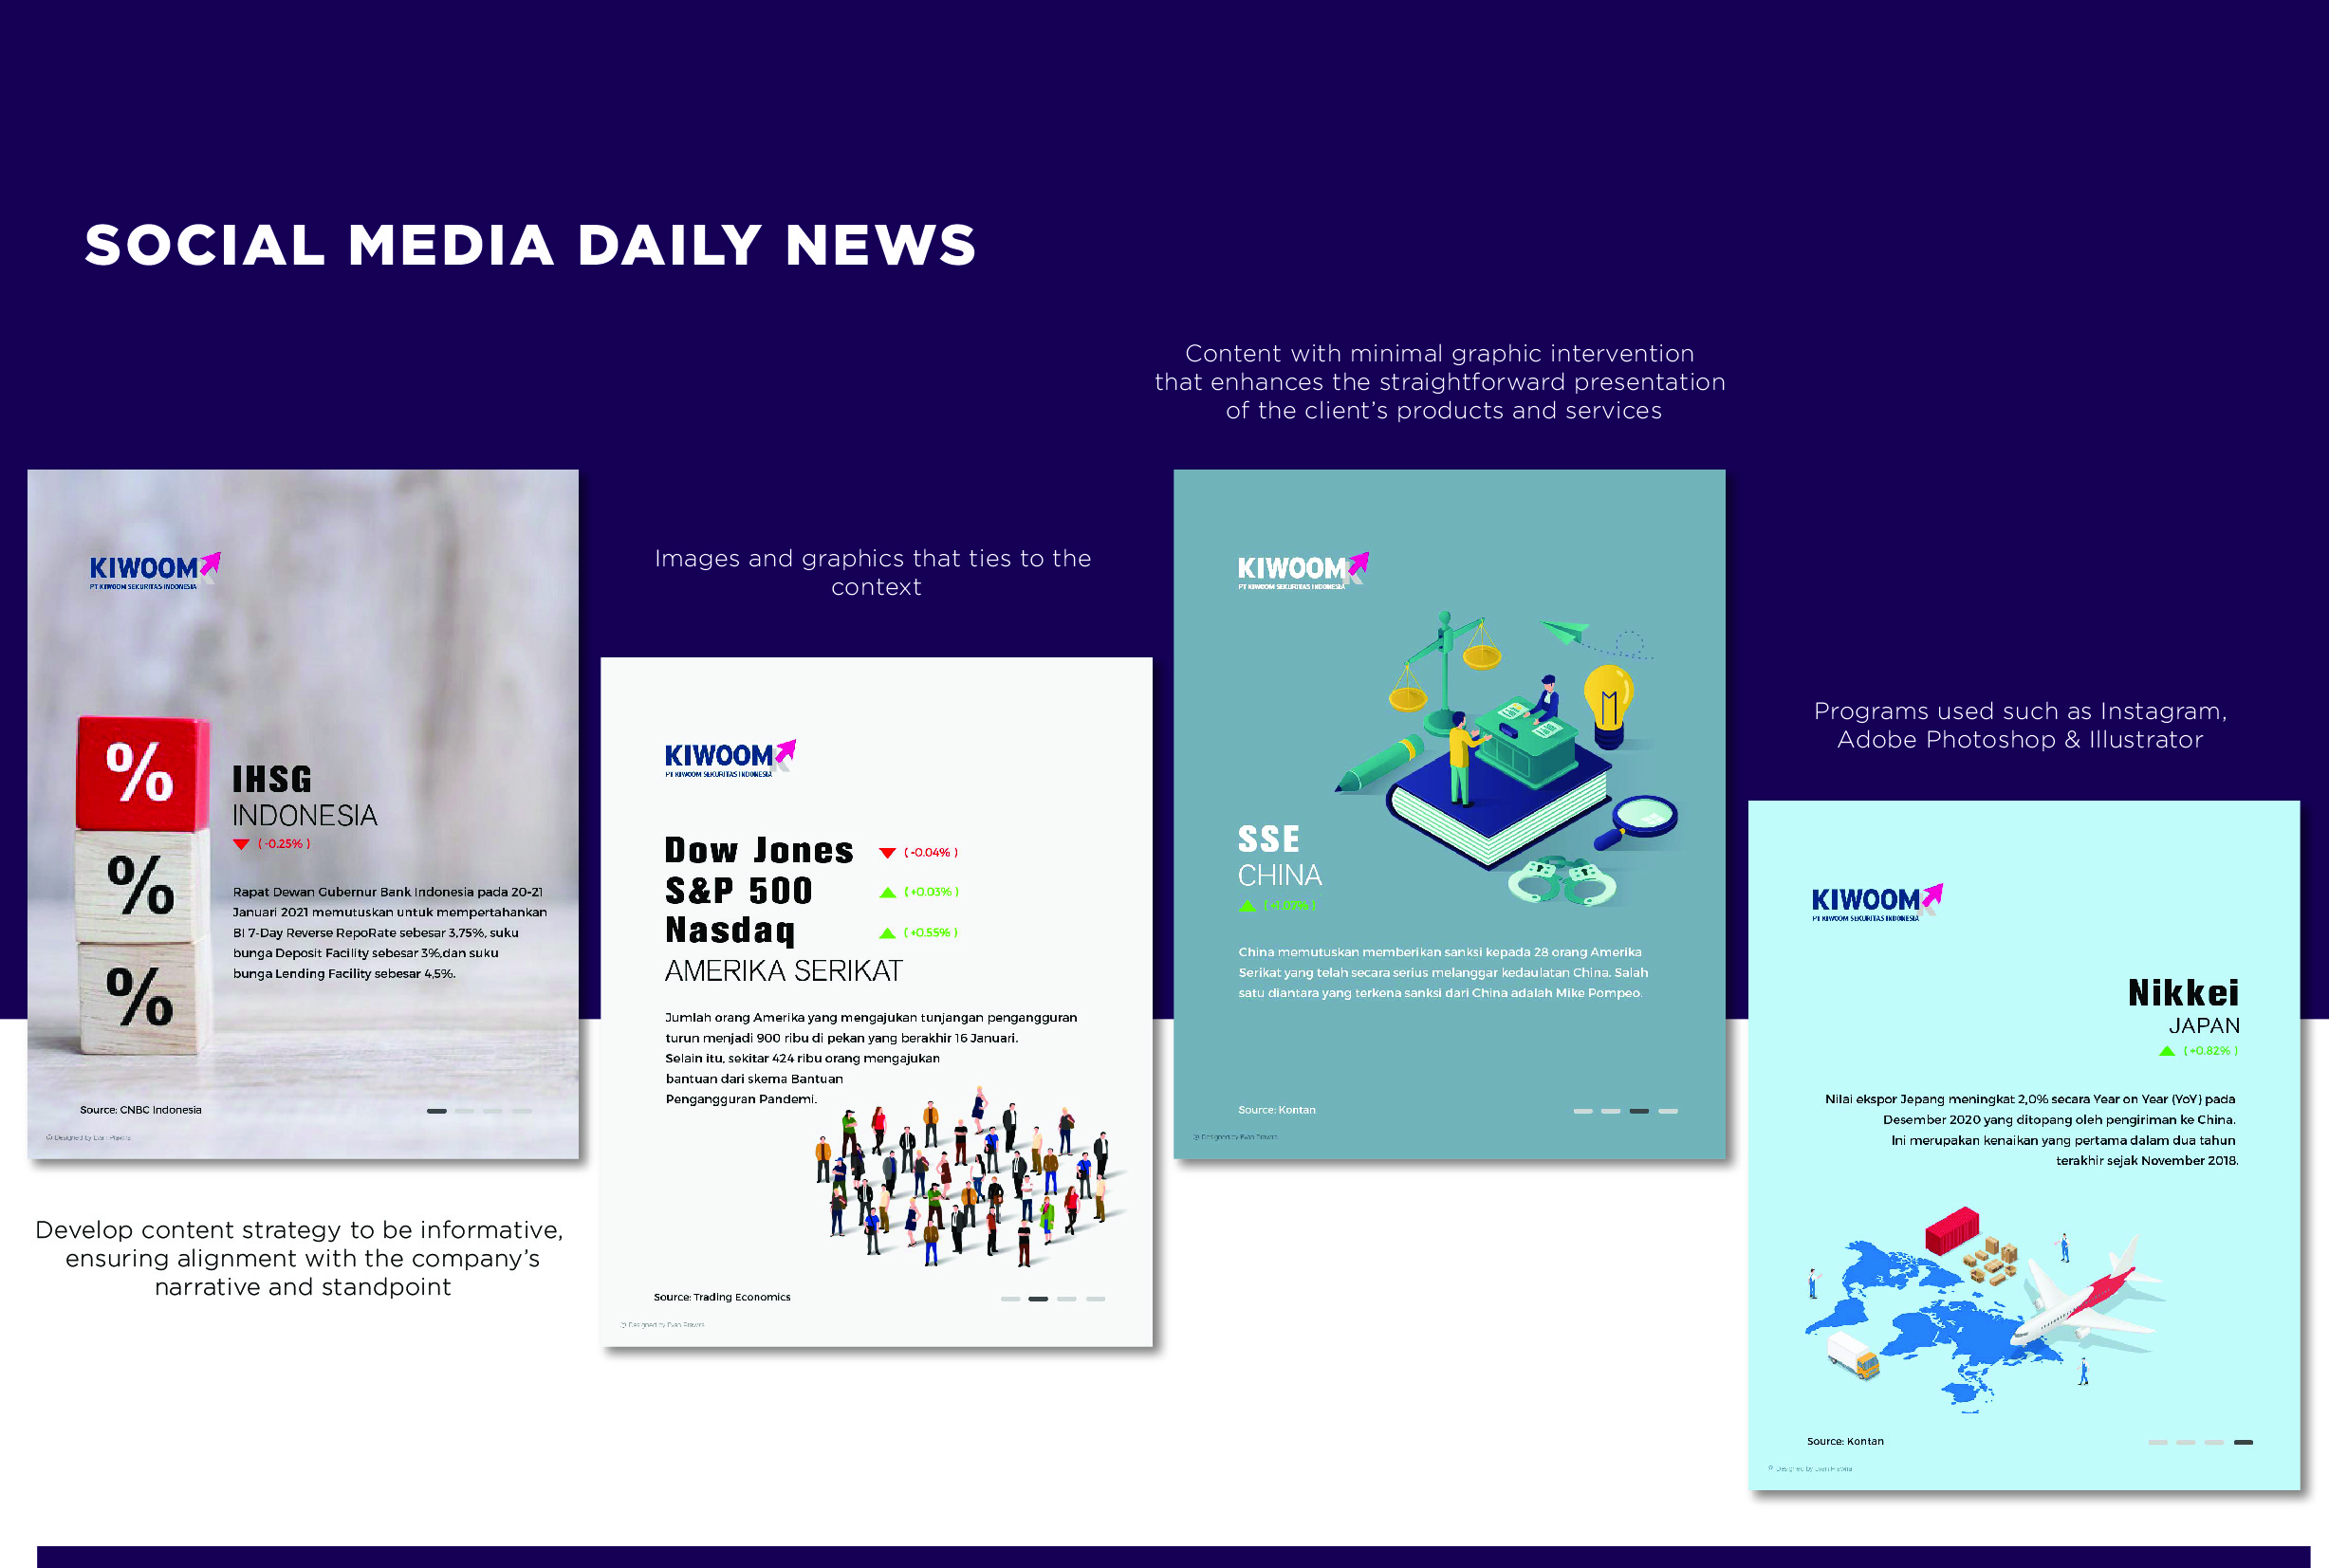 SOCIAL MEDIA DAILY NEWS
Content with minimal graphic intervention
that enhances the straightforward presentation
of the client's products and services
Images and graphics that ties to the
context
Programs used such as Instagram,
Adobe Photoshop & Illustrator
KIWOOM
PT KIWOOM SEKURITAS INDONESIA
%
%
%
IHSG
INDONESIA
( -0.25% )
Rapat Dewan Gubernur Bank Indonesia pada 20-21
Januari 2021 memutuskan untuk mempertahankan
BI 7-Day Reverse RepoRate sebesar 3,75%, suku
bunga Deposit Facility sebesar 3%,dan suku
bunga Lending Facility sebesar 4,5%.
Source: CNBC Indonesia
© Designed by Evan Pravira
Develop content strategy to be informative,
ensuring alignment with the company's
narrative and standpoint
KIWOOM
PT KIWOOM SEKURITAS INDONESIA
Dow Jones ( -0.04% )
S&P 500 ( +0.03% )
Nasdaq ( +0.55% )
AMERIKA SERIKAT
Jumlah orang Amerika yang mengajukan tunjangan pengangguran
turun menjadi 900 ribu di pekan yang berakhir 16 Januari.
Selain itu, sekitar 424 ribu orang mengajukan
bantuan dari skema Bantuan
Pengangguran Pandemi.
Source: Trading Economics
© Designed by Evan Pravira
KIWOOM
PT KIWOOM SEKURITAS INDONESIA
SSE
CHINA
( +1.07% )
China memutuskan memberikan sanksi kepada 28 orang Amerika
Serikat yang telah secara serius melanggar kedaulatan China. Salah
satu diantara yang terkena sanksi dari China adalah Mike Pompeo.
Source: Kontan
© Designed by Evan Pravira
KIWOOM
PT KIWOOM SEKURITAS INDONESIA
Nikkei
JAPAN
( +0.82% )
Nilai ekspor Jepang meningkat 2,0% secara Year on Year (YoY) pada
Desember 2020 yang ditopang oleh pengiriman ke China.
Ini merupakan kenaikan yang pertama dalam dua tahun
terakhir sejak November 2018.
Source: Kontan
© Designed by Evan Pravira